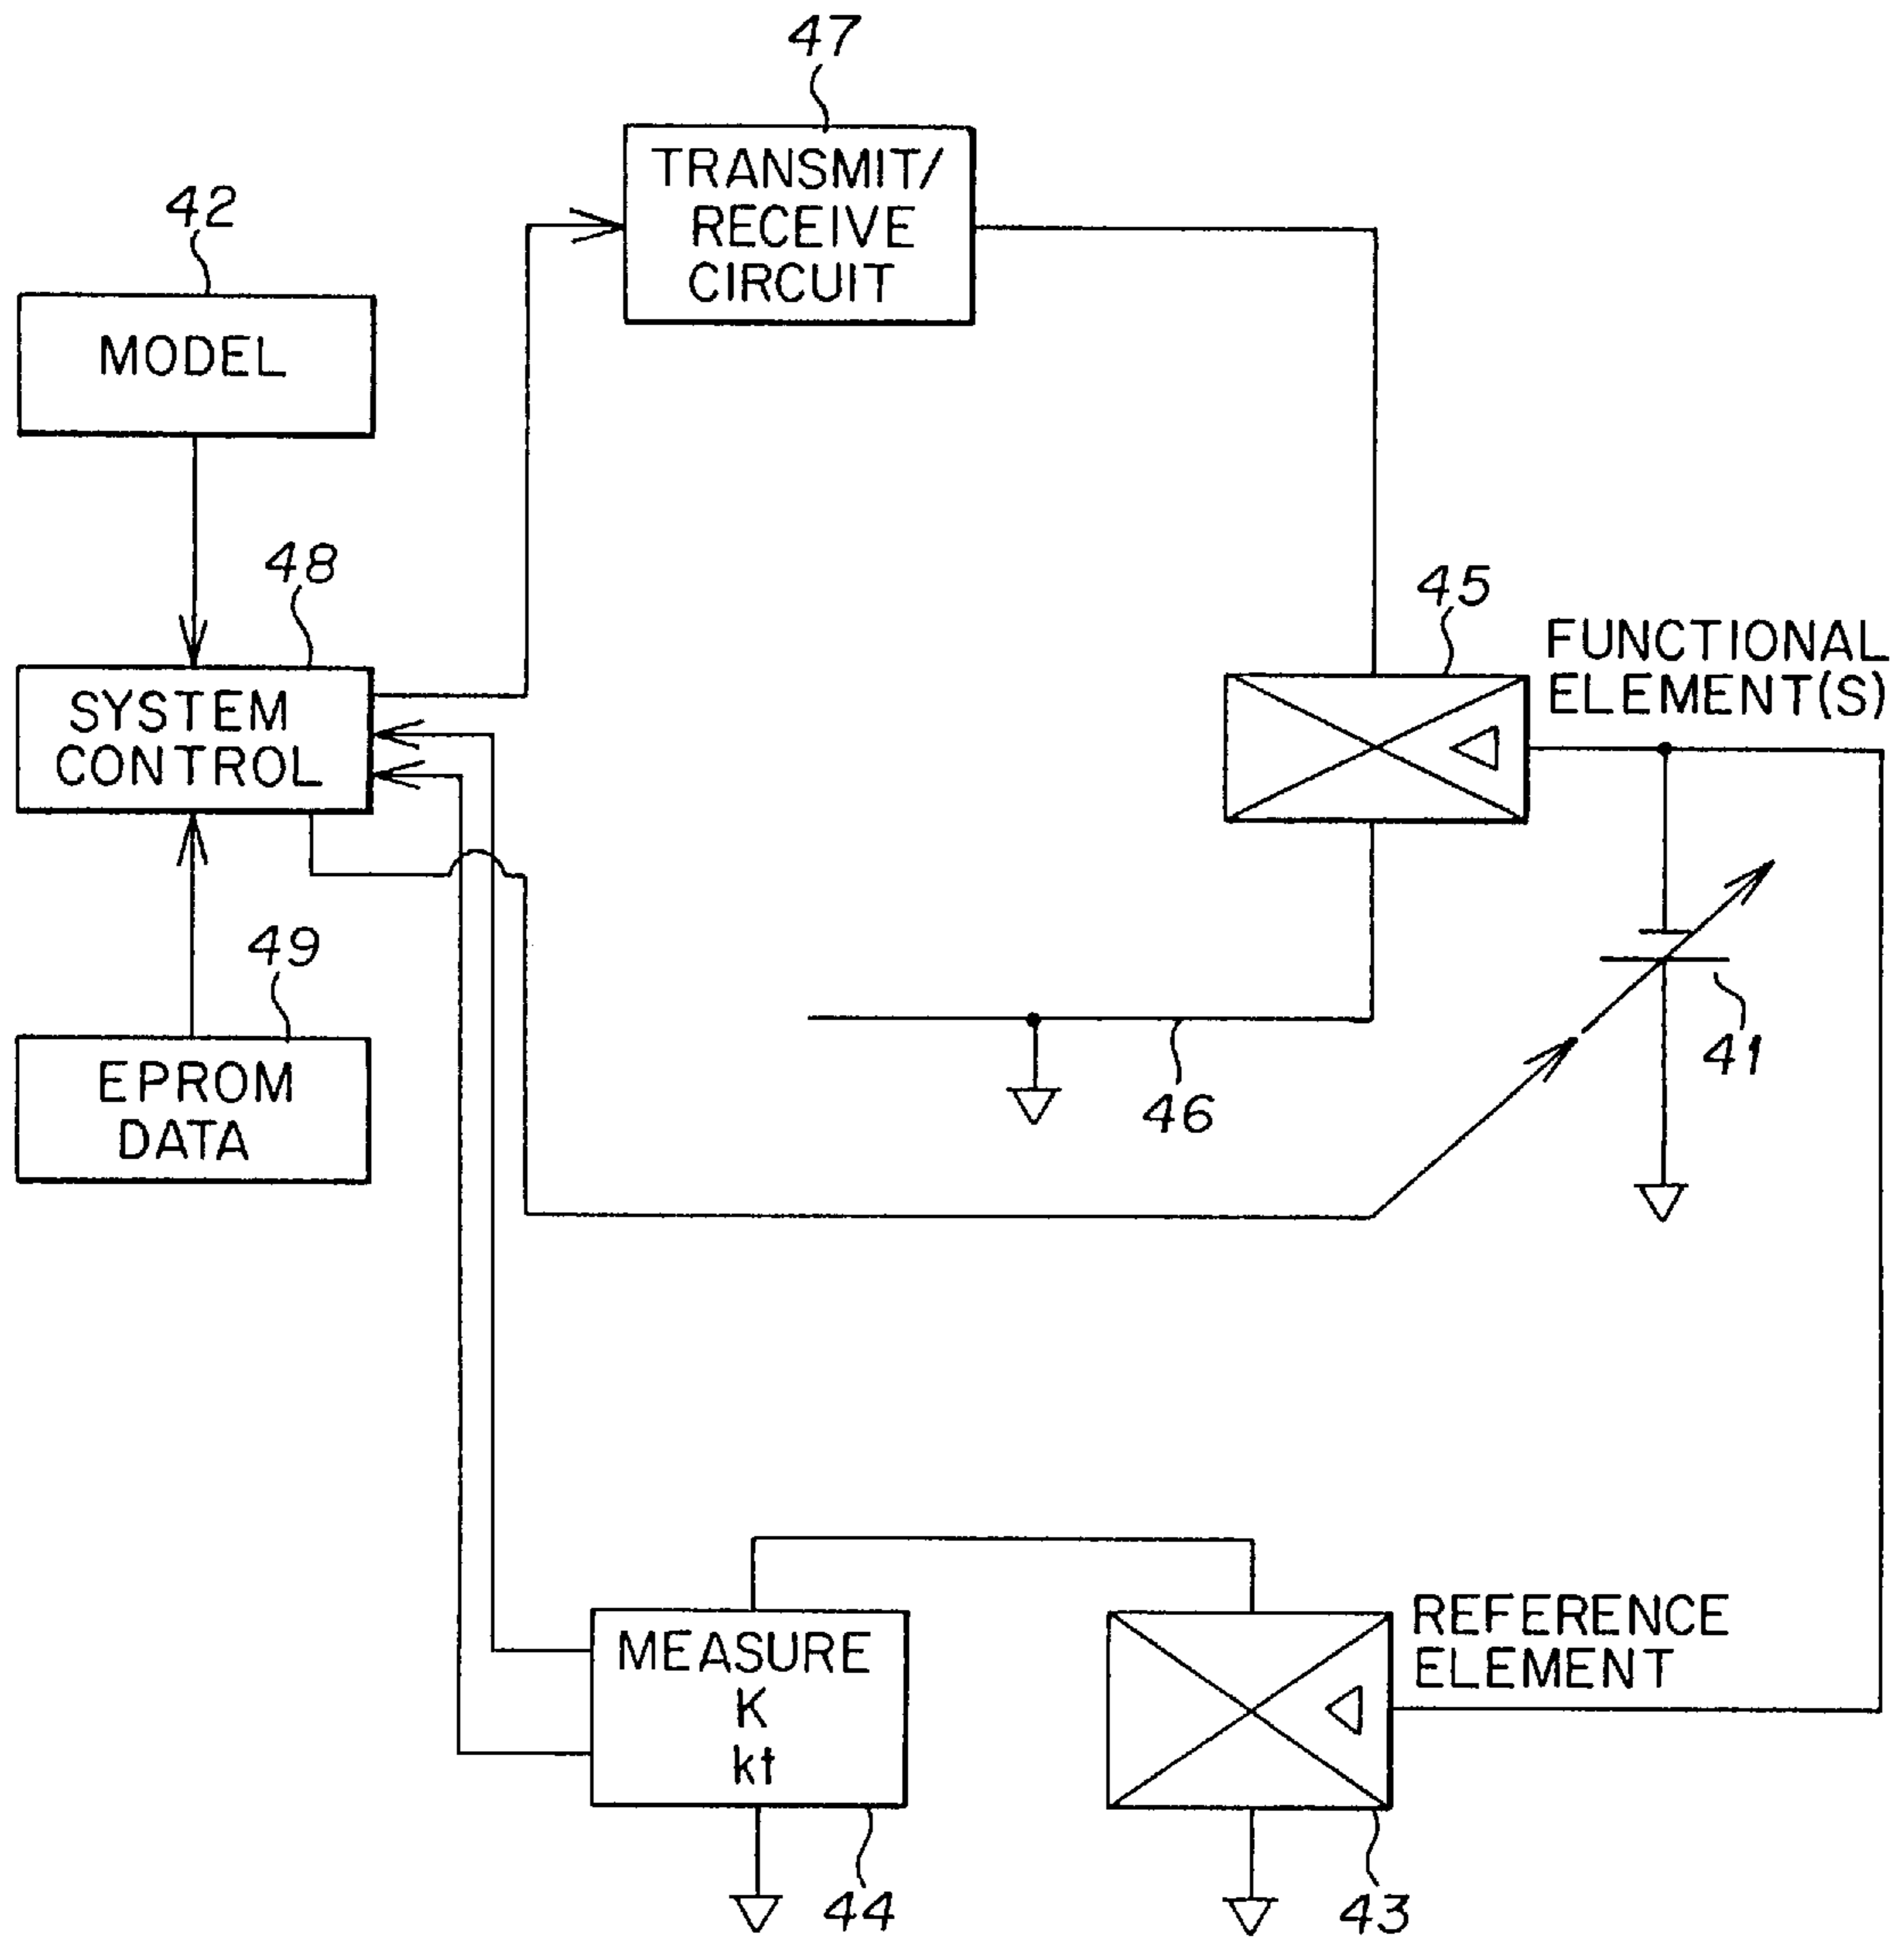 47
TRANSMIT/
RECEIVE
CIRCUIT
42
MODEL
48
SYSTEM
CONTROL
45
FUNCTIONAL
ELEMENT(S)
49
EPROM
DATA
46
41
MEASURE
K
kt
44
REFERENCE
ELEMENT
43